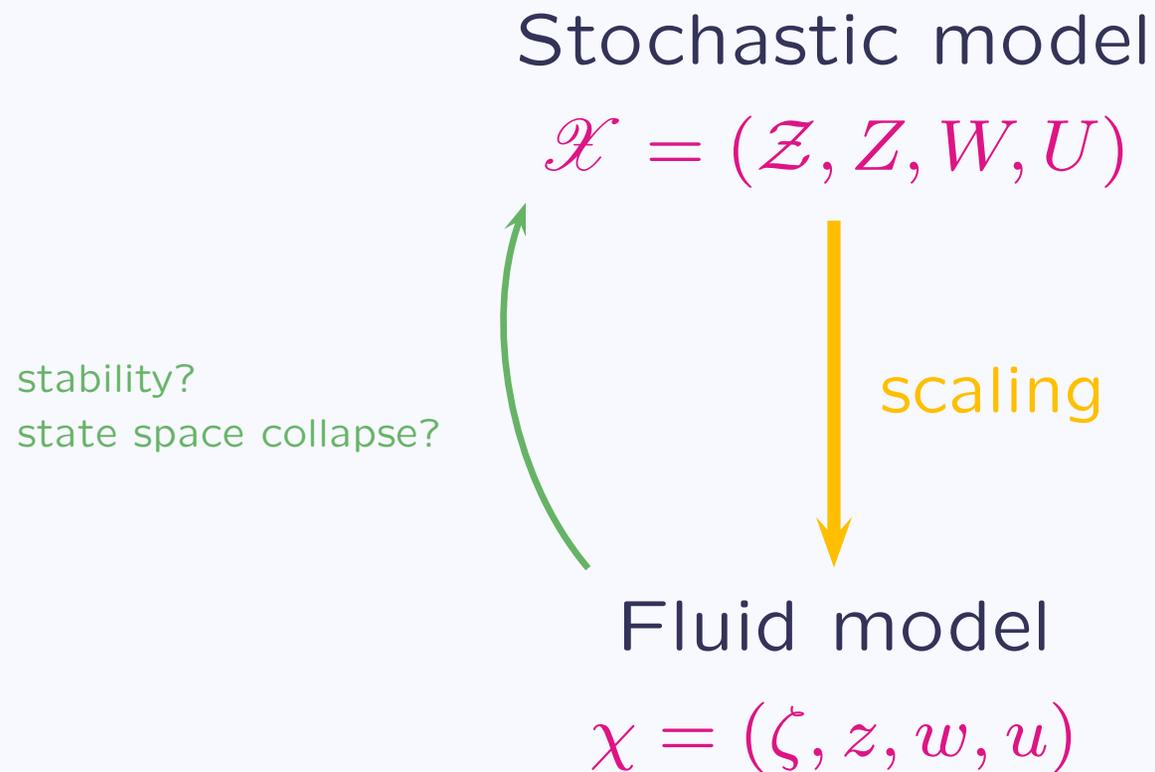 Stochastic model
𝒳 = (𝒵, Z, W, U)
stability?
state space collapse?
scaling
Fluid model
χ = (ζ, z, w, u)